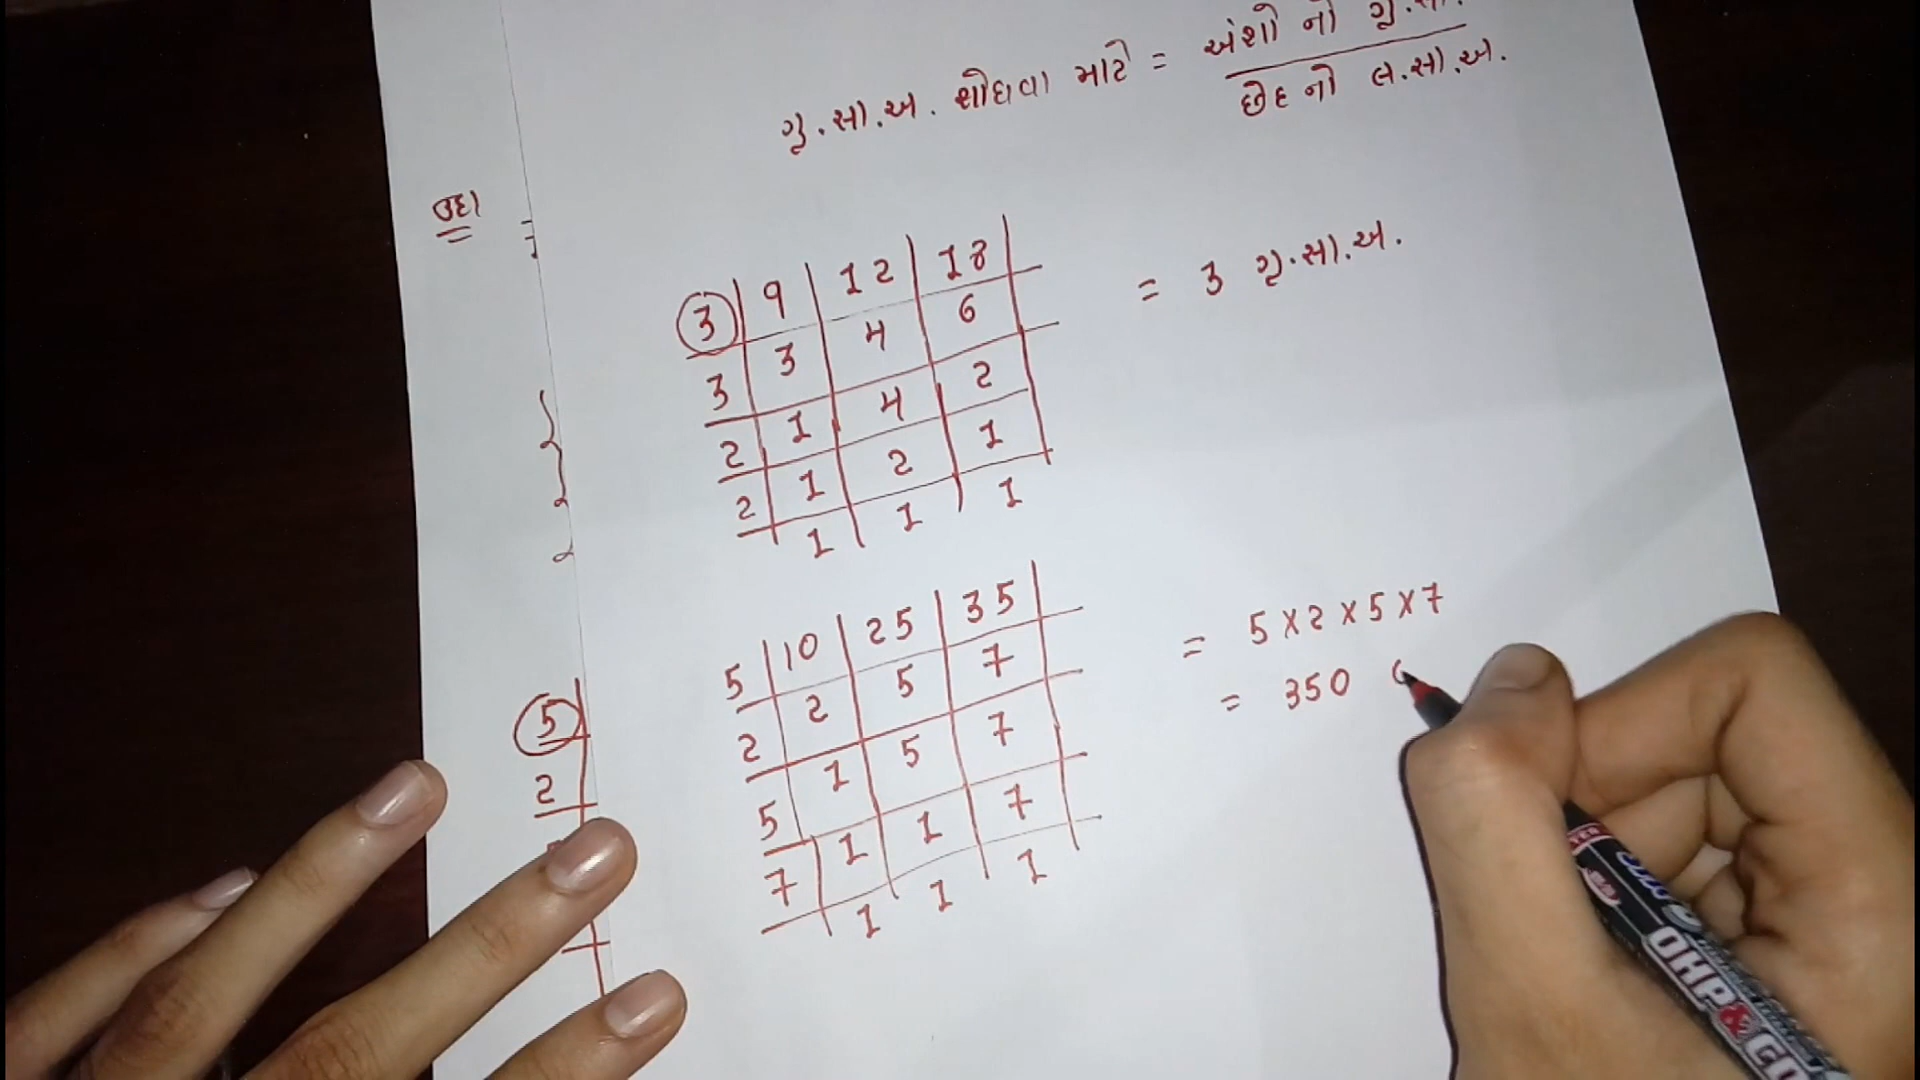 ગુ.સા.અ. શોધવા માટે = અંશો નો ગુ.સા.
છેદ નો લ.સા.અ.
ઉદા
3 9 12 18 = 3 ગુ.સા.અ.
3 3 4 6
2 1 4 2
2 1 2 1
1 1 1
5 10 25 35 = 5 x 2 x 5 x 7
2 2 5 7 = 350
5 1 5 7
7 1 1 7
1 1 1
5
2
OHP&CD